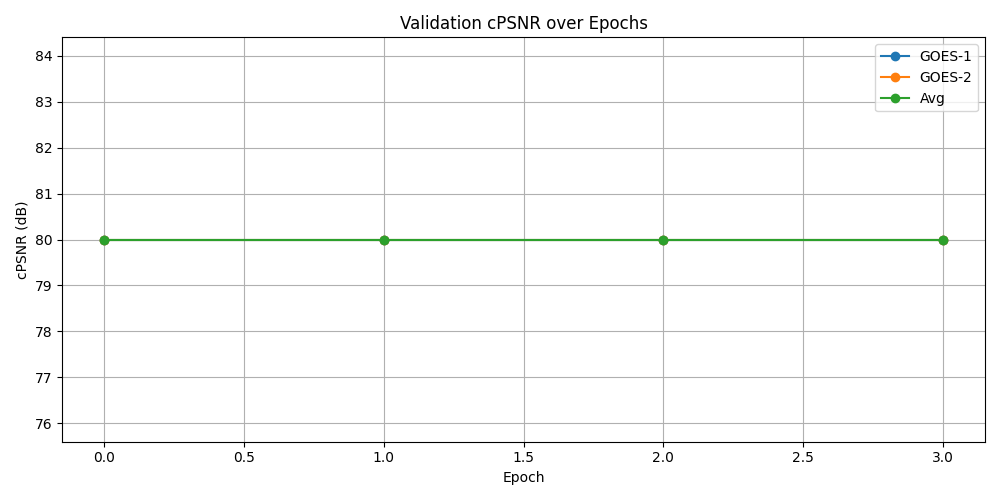 Validation cPSNR over Epochs
cPSNR (dB)
84
83
82
81
80
79
78
77
76
GOES-1
GOES-2
Avg
0.0 0.5 1.0 1.5 2.0 2.5 3.0
Epoch